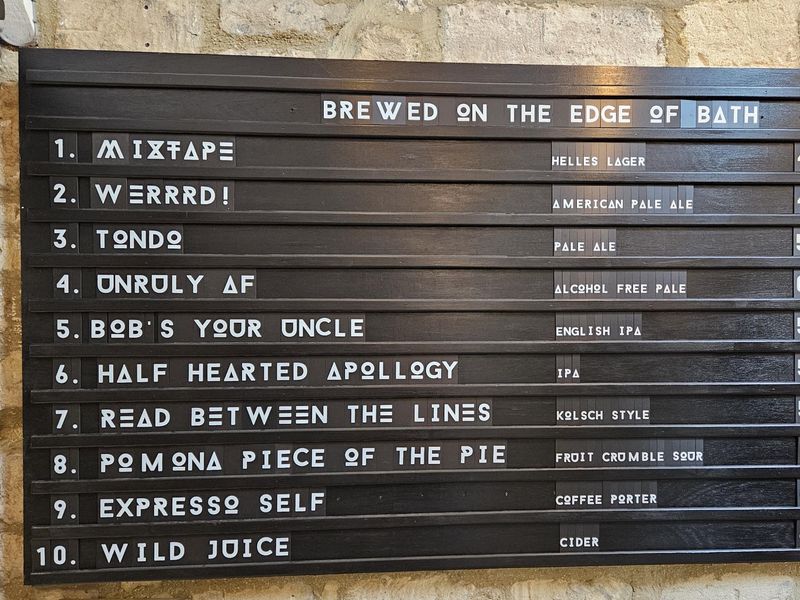 BREWED ON THE EDGE OF BATH
1. MIXTAPE HELLES LAGER
2. WERRRD! AMERICAN PALE ALE
3. TONDO PALE ALE
4. UNRULY AF ALCOHOL FREE PALE
5. BOB'S YOUR UNCLE ENGLISH IPA
6. HALF HEARTED APOLLOGY IPA
7. READ BETWEEN THE LINES KOLSCH STYLE
8. POMONA PIECE OF THE PIE FRUIT CRUMBLE SOUR
9. EXPRESSO SELF COFFEE PORTER
10. WILD JUICE CIDER